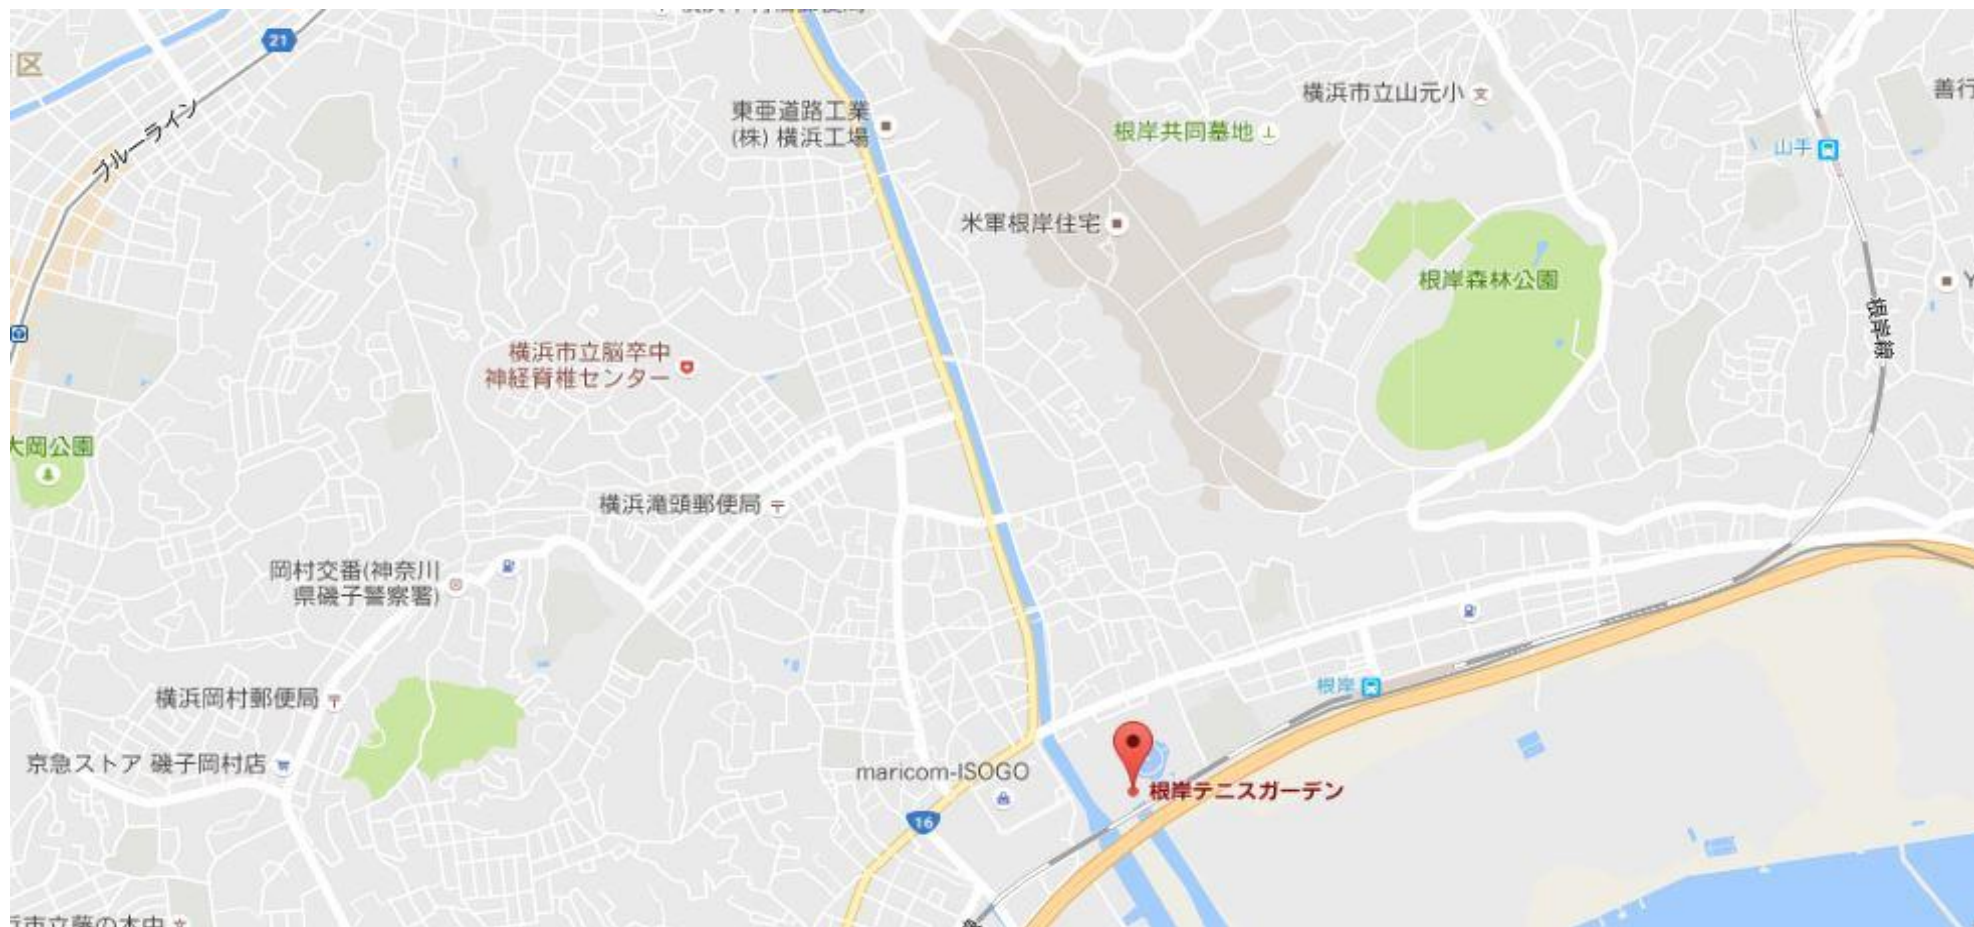 21
区
ブルーライン
東亜道路工業
(株) 横浜工場
横浜市立山元小
根岸共同墓地
善行
山手
米軍根岸住宅
根岸森林公園
根岸線
Y
横浜市立脳卒中
神経脊椎センター
大岡公園
横浜滝頭郵便局
岡村交番(神奈川
県磯子警察署)
横浜岡村郵便局
根岸
京急ストア 磯子岡村店
maricom-ISOGO
根岸テニスガーデン
16
市立藤の木中